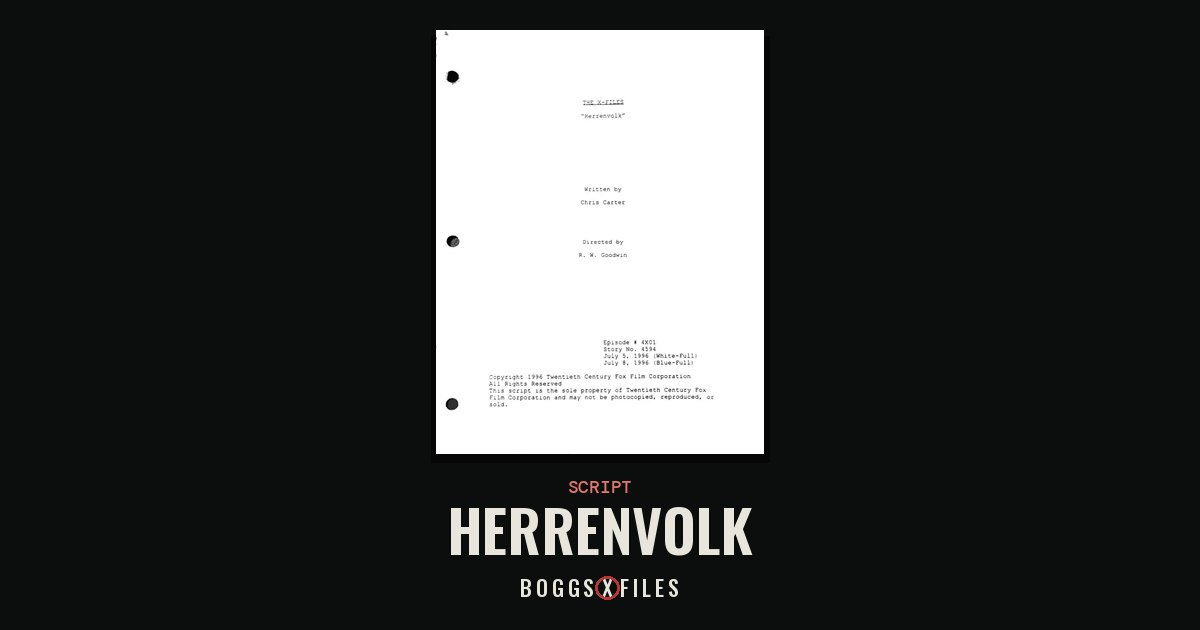 THE X-FILES
"Herrenvolk"
Written by
Chris Carter
Directed by
R. W. Goodwin
Episode # 4X01
Story No. 4594
July 5, 1996 (White-Full)
July 8, 1996 (Blue-Full)
Copyright 1996 Twentieth Century Fox Film Corporation
All Rights Reserved
This script is the sole property of Twentieth Century Fox
Film Corporation and may not be photocopied, reproduced, or
sold.
SCRIPT
HERRENVOLK
BOGGSXFILES